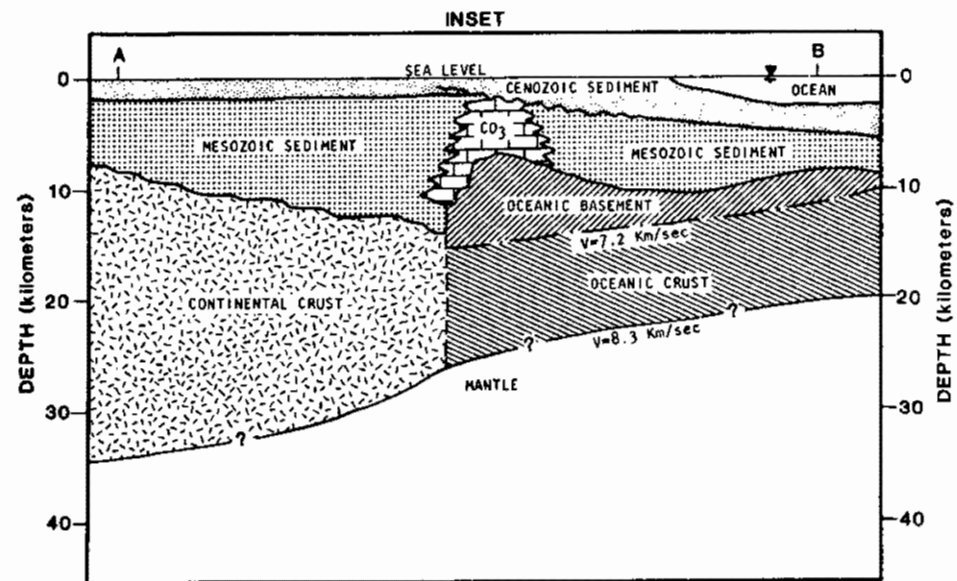 INSET
A
B
0
SEA LEVEL
CENOZOIC SEDIMENT
OCEAN
0
CO3
MESOZOIC SEDIMENT
MESOZOIC SEDIMENT
10
OCEANIC BASEMENT
10
V=7.2 Km/sec
DEPTH (kilometers)
CONTINENTAL CRUST
OCEANIC CRUST
DEPTH (kilometers)
20
20
?
?
V=8.3 Km/sec
MANTLE
30
30
?
40
40